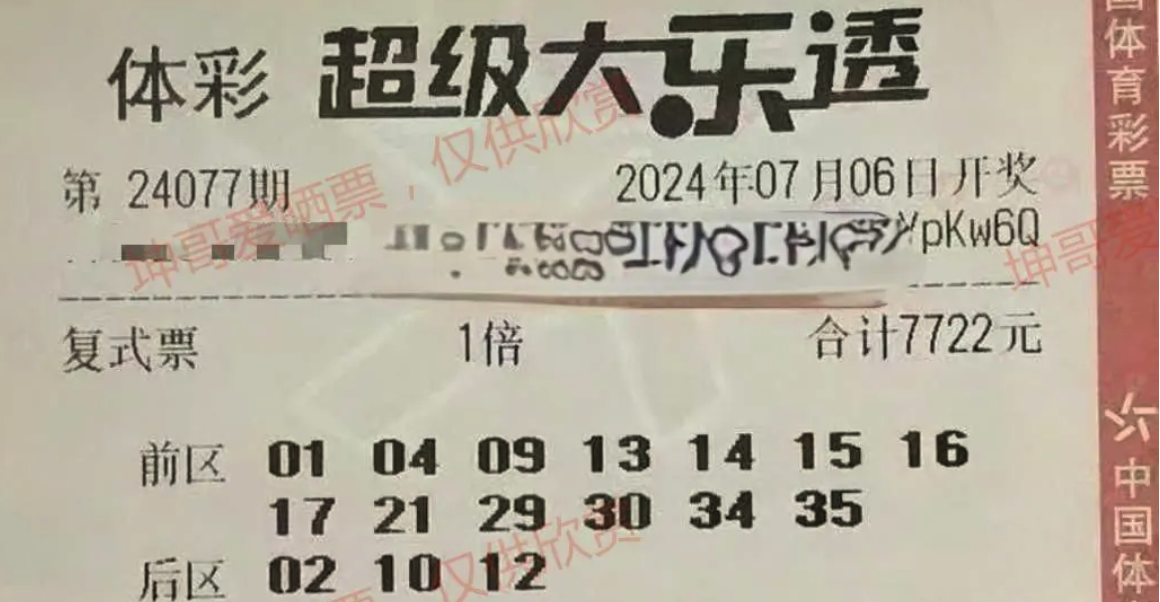 体彩 超级大乐透
第 24077期 2024年07月06日开奖
YpKw6Q
复式票 1倍 合计7722元
前区 01 04 09 13 14 15 16
17 21 29 30 34 35
后区 02 10 12
国体育彩票
中国体
坤哥爱晒票，仅供欣赏
坤哥爱
仅供欣赏